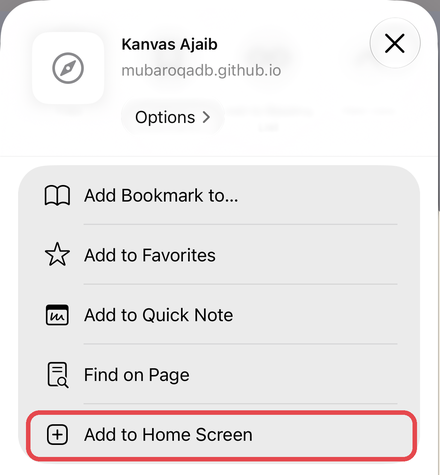 Kanvas Ajaib
mubaroqadb.github.io
Options
Add Bookmark to...
Add to Favorites
Add to Quick Note
Find on Page
Add to Home Screen